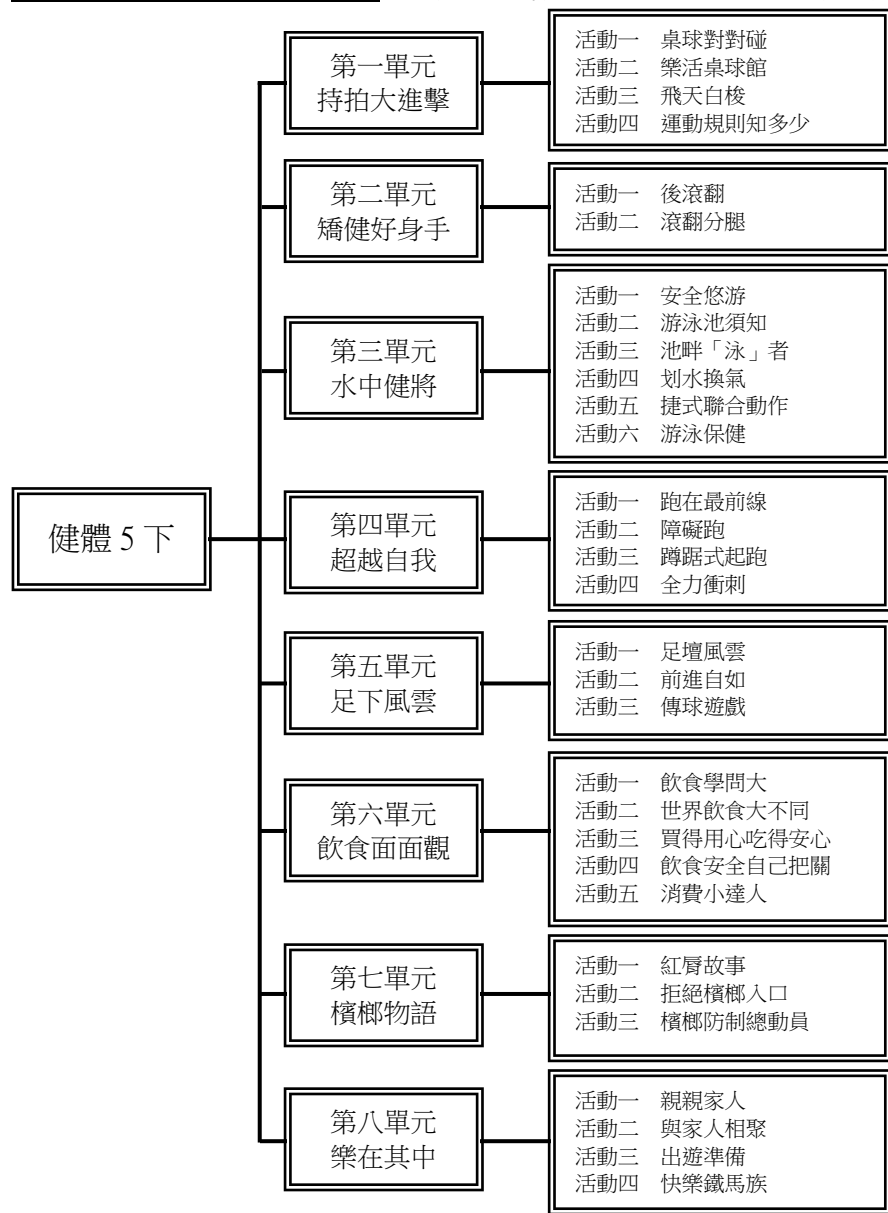 第一單元
持拍大進擊
活動一　桌球對對碰
活動二　樂活桌球館
活動三　飛天白梭
活動四　運動規則知多少
第二單元
矯健好身手
活動一　後滾翻
活動二　滾翻分腿
第三單元
水中健將
活動一　安全悠游
活動二　游泳池須知
活動三　池畔「泳」者
活動四　划水換氣
活動五　捷式聯合動作
活動六　游泳保健
健體 5 下
第四單元
超越自我
活動一　跑在最前線
活動二　障礙跑
活動三　蹲踞式起跑
活動四　全力衝刺
第五單元
足下風雲
活動一　足壇風雲
活動二　前進自如
活動三　傳球遊戲
第六單元
飲食面面觀
活動一　飲食學問大
活動二　世界飲食大不同
活動三　買得用心吃得安心
活動四　飲食安全自己把關
活動五　消費小達人
第七單元
檳榔物語
活動一　紅脣故事
活動二　拒絕檳榔入口
活動三　檳榔防制總動員
第八單元
樂在其中
活動一　親親家人
活動二　與家人相聚
活動三　出遊準備
活動四　快樂鐵馬族